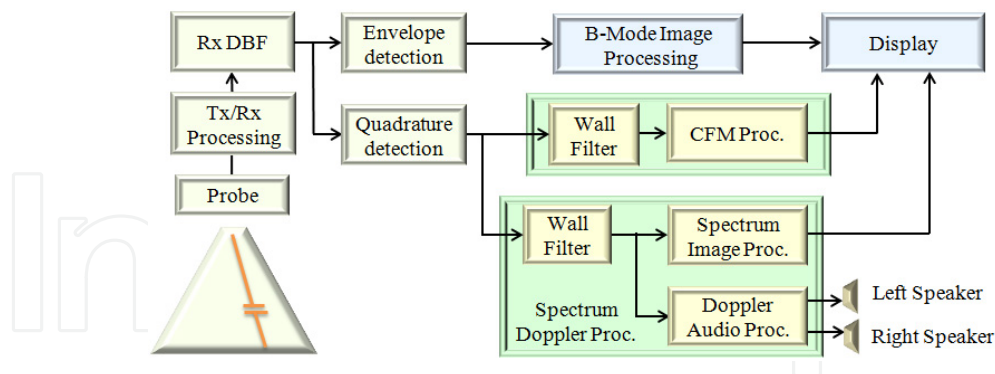 Rx DBF
Envelope
detection
B-Mode Image
Processing
Display
Tx/Rx
Processing
Quadrature
detection
Wall
Filter
CFM Proc.
Probe
Wall
Filter
Spectrum
Image Proc.
Spectrum
Doppler Proc.
Doppler
Audio Proc.
Left Speaker
Right Speaker